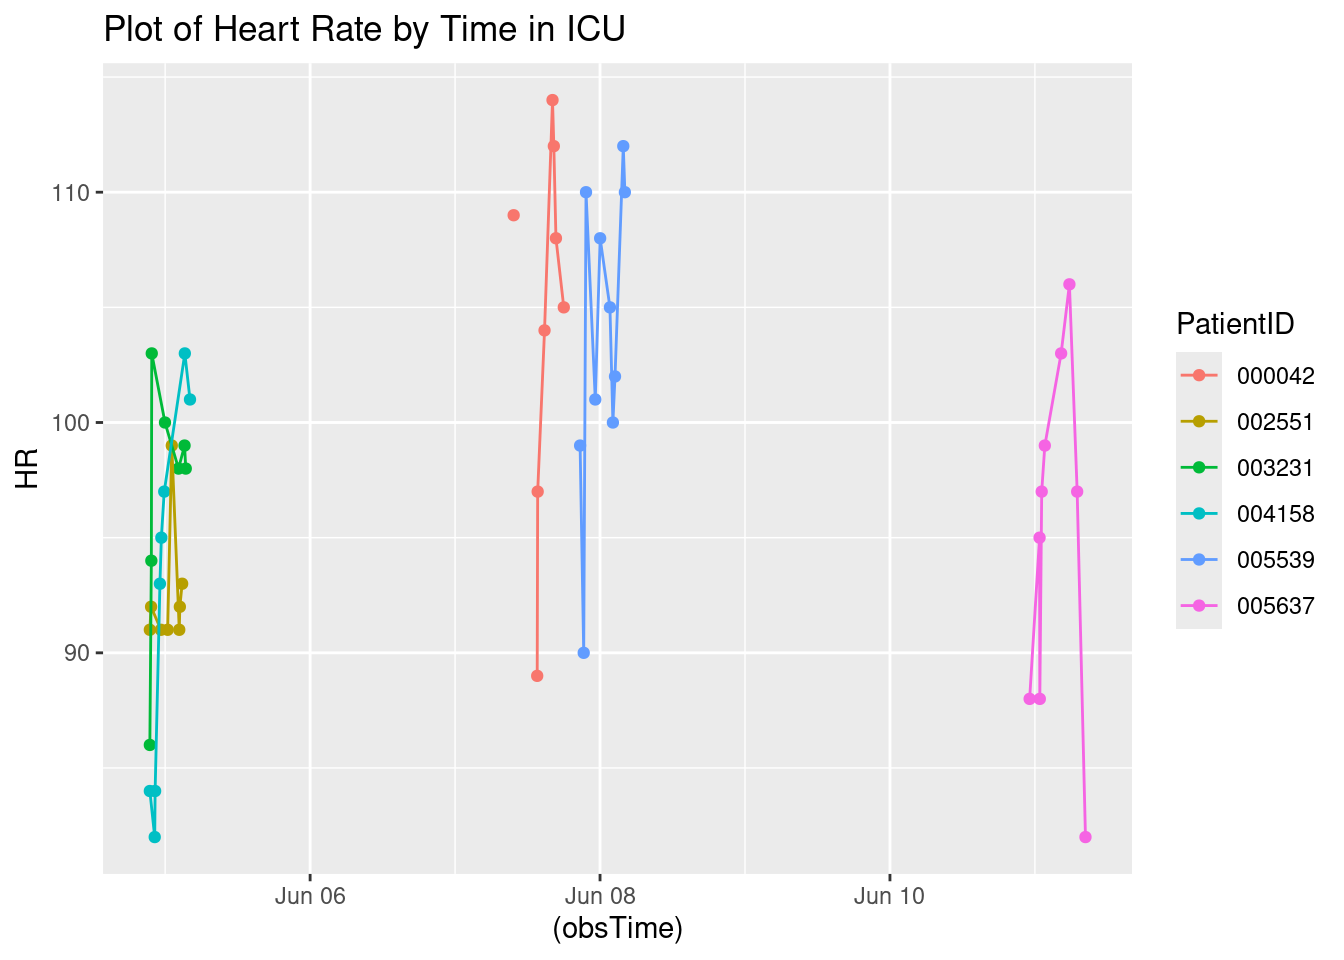 Plot of Heart Rate by Time in ICU
HR
110
100
90
Jun 06
Jun 08
Jun 10
(obsTime)
PatientID
000042
002551
003231
004158
005539
005637